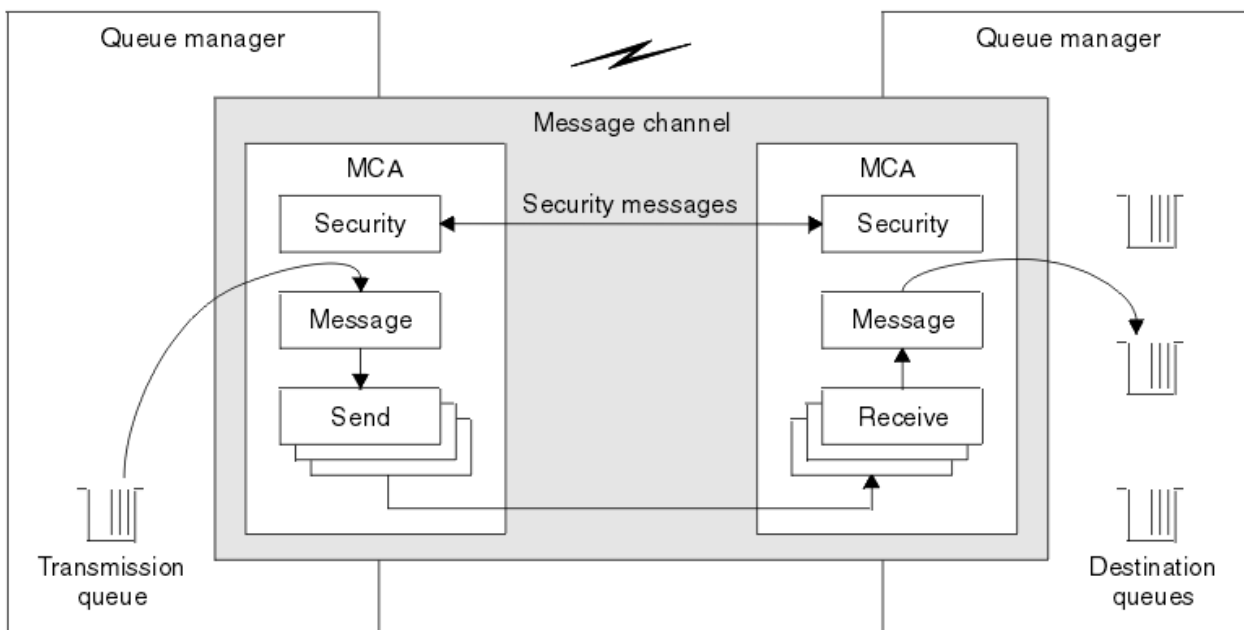 Queue manager
Queue manager
Message channel
MCA
MCA
Security
Security messages
Security
Message
Message
Send
Receive
Transmission
queue
Destination
queues